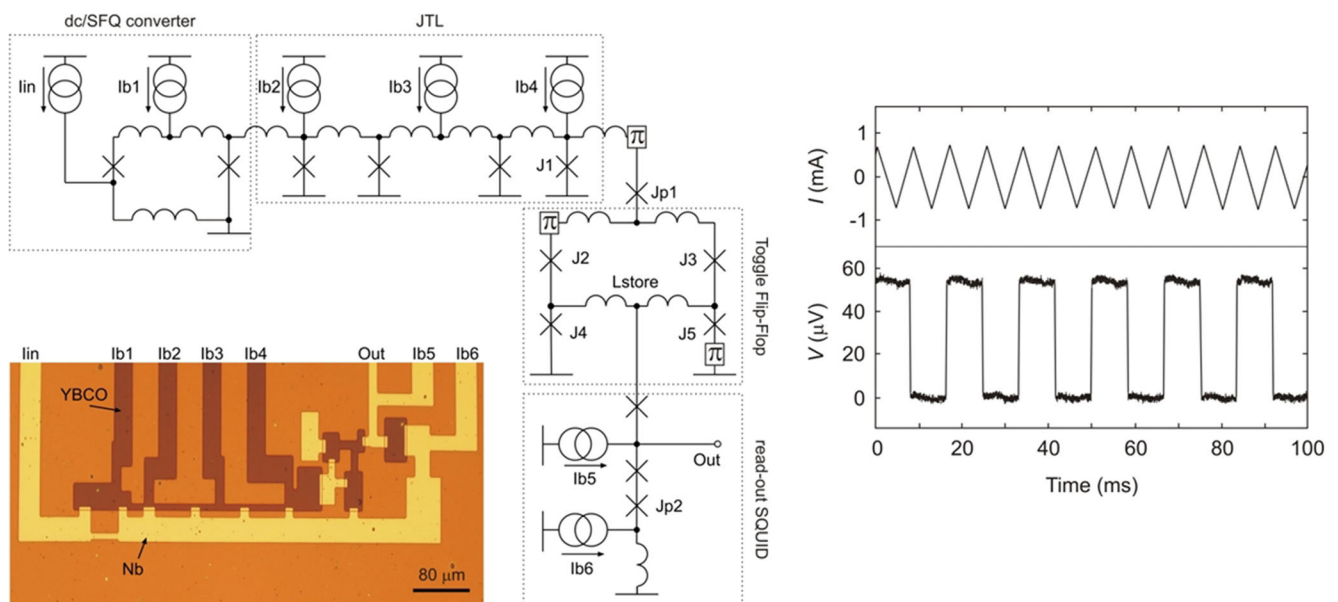 dc/SFQ converter
JTL
Iin
Ib1
Ib2
Ib3
Ib4
π
J1
Jp1
π
J2
J3
Lstore
J4
J5
π
Toggle Flip-Flop
Iin
Ib1
Ib2
Ib3
Ib4
Out
Ib5
Ib6
YBCO
Nb
80 μm
Ib5
Out
Jp2
Ib6
read-out SQUID
I (mA)
1
0
-1
V (μV)
60
40
20
0
0
20
40
60
80
100
Time (ms)